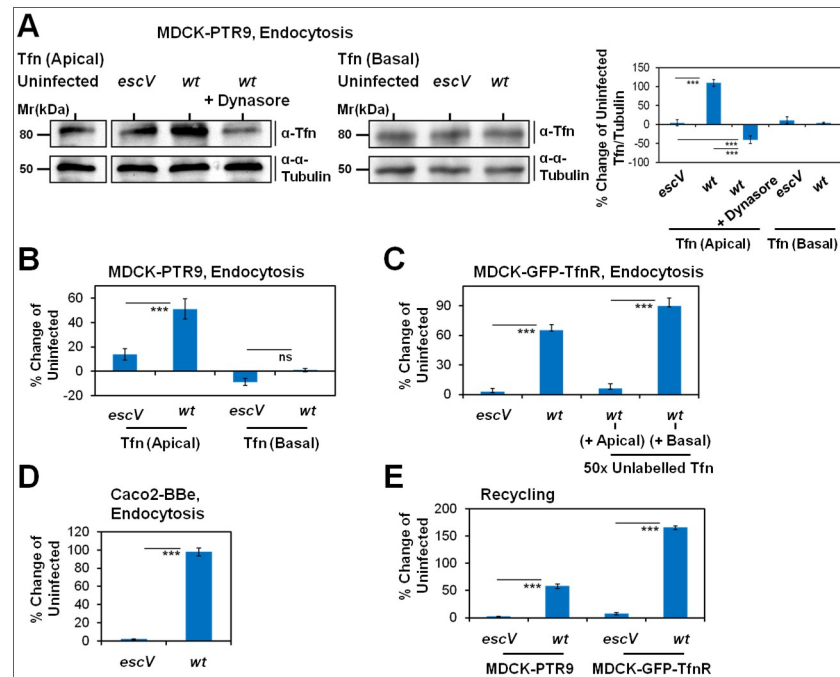 A
MDCK-PTR9, Endocytosis
Tfn (Apical)
Uninfected escV wt wt
+ Dynasore
Mr(kDa)
80
α-Tfn
50
α-α-
Tubulin
Tfn (Basal)
Uninfected escV wt
Mr(kDa)
80
α-Tfn
50
α-α-
Tubulin
% Change of Uninfected
Tfn/Tubulin
150
100
50
0
-50
-100
***
***
***
escV wt wt escV wt
+ Dynasore
Tfn (Apical) Tfn (Basal)
B
MDCK-PTR9, Endocytosis
% Change of
Uninfected
60
40
20
0
-20
***
ns
escV wt escV wt
Tfn (Apical) Tfn (Basal)
C
MDCK-GFP-TfnR, Endocytosis
% Change of
Uninfected
90
60
30
0
***
***
escV wt wt wt
(+ Apical) (+ Basal)
50x Unlabelled Tfn
D
Caco2-BBe,
Endocytosis
% Change of
Uninfected
120
100
80
60
40
20
0
***
escV wt
E
Recycling
% Change of
Uninfected
200
150
100
50
0
***
***
escV wt escV wt
MDCK-PTR9 MDCK-GFP-TfnR